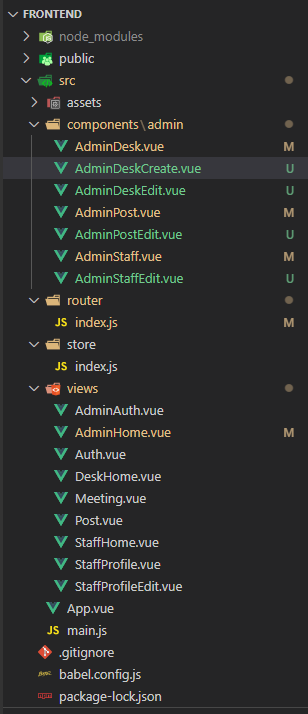 FRONTEND
node_modules
public
src
assets
components\admin
AdminDesk.vue M
AdminDeskCreate.vue U
AdminDeskEdit.vue U
AdminPost.vue M
AdminPostEdit.vue U
AdminStaff.vue M
AdminStaffEdit.vue U
router
JS index.js M
store
JS index.js
views
AdminAuth.vue
AdminHome.vue M
Auth.vue
DeskHome.vue
Meeting.vue
Post.vue
StaffHome.vue
StaffProfile.vue
StaffProfileEdit.vue
App.vue
JS main.js
.gitignore
babel.config.js
package-lock.json